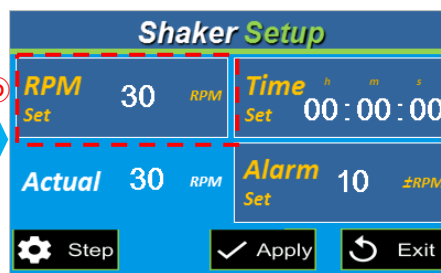 Shaker Setup
RPM Set 30 RPM
Time Set h m s 00:00:00
Actual 30 RPM
Alarm Set 10 ±RPM
Step Apply Exit